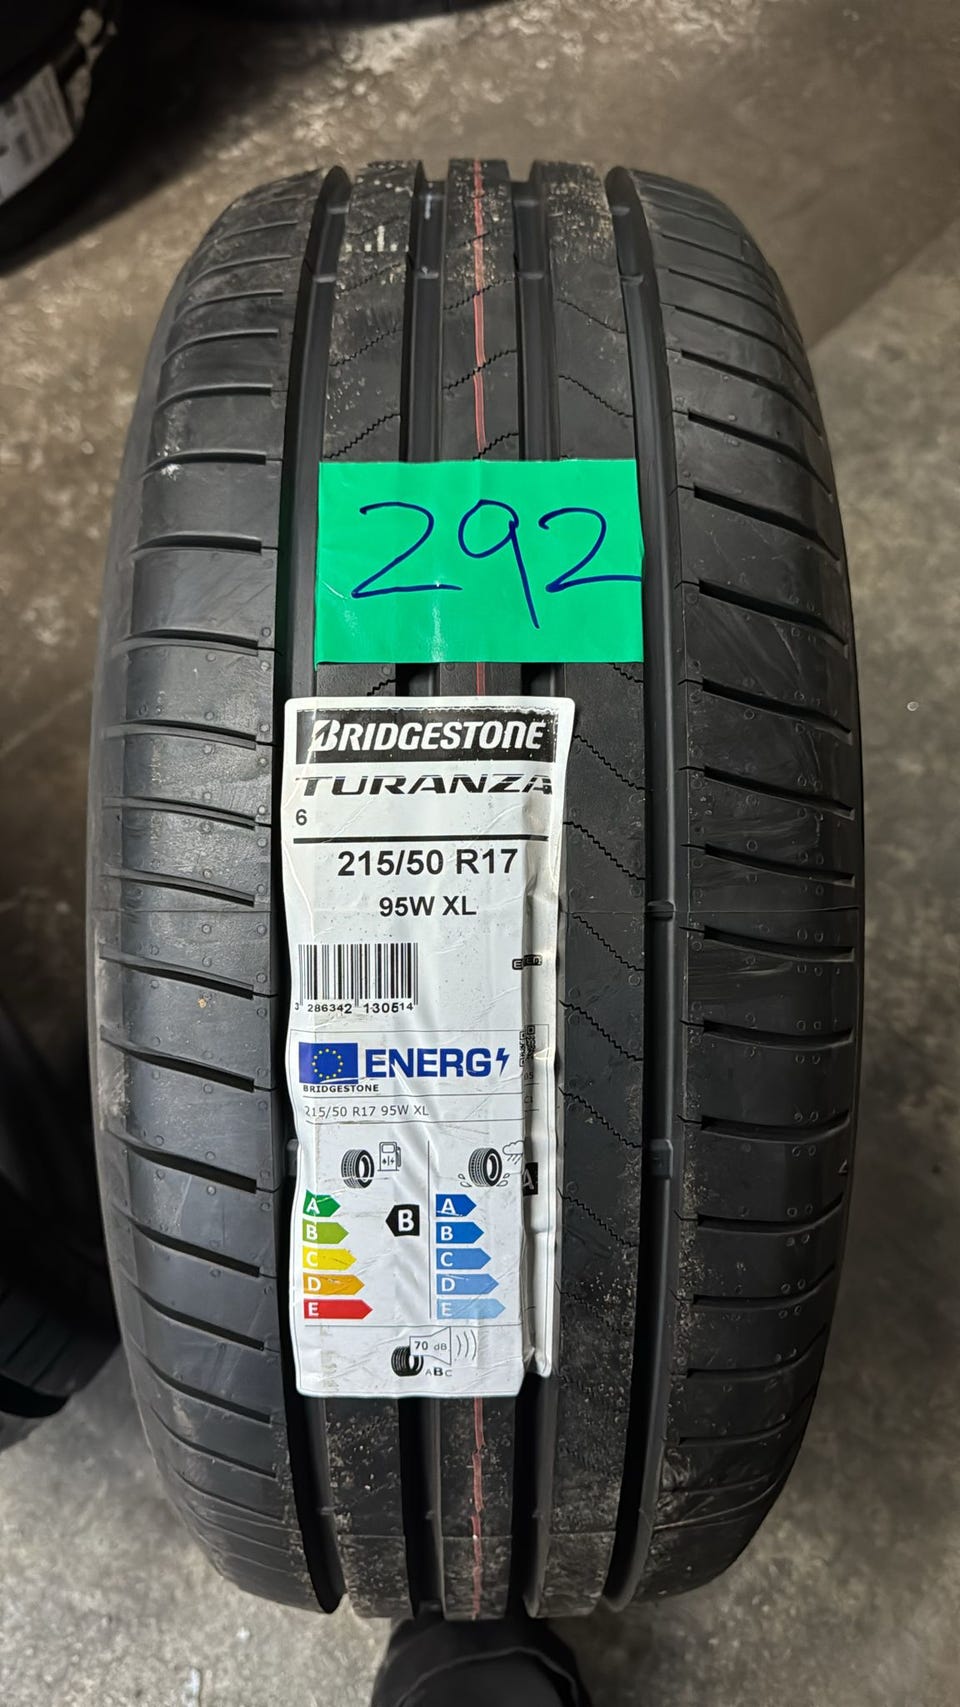 292
BRIDGESTONE
TURANZA
6
215/50 R17
95W XL
3 286342 130514
ENERG
BRIDGESTONE
215/50 R17 95W XL
A
A A
B B B
C C
D D
E E
70 dB
ABC